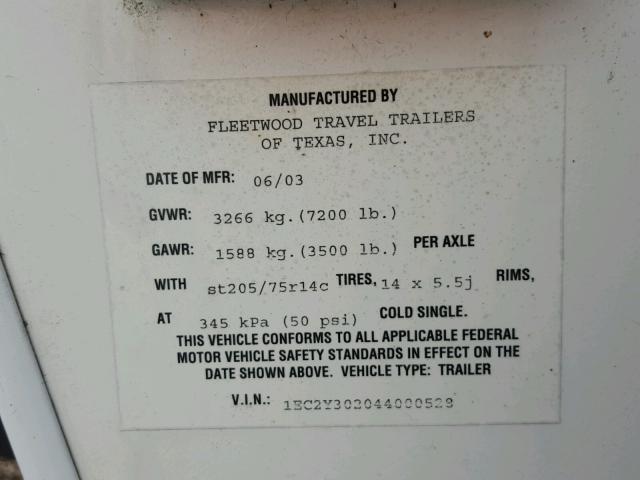 MANUFACTURED BY
FLEETWOOD TRAVEL TRAILERS
OF TEXAS, INC.
DATE OF MFR: 06/03
GVWR: 3266 kg.(7200 lb.)
GAWR: 1588 kg.(3500 lb.) PER AXLE
WITH st205/75r14c TIRES, 14 x 5.5j RIMS,
AT 345 kPa (50 psi) COLD SINGLE.
THIS VEHICLE CONFORMS TO ALL APPLICABLE FEDERAL
MOTOR VEHICLE SAFETY STANDARDS IN EFFECT ON THE
DATE SHOWN ABOVE. VEHICLE TYPE: TRAILER
V.I.N.: